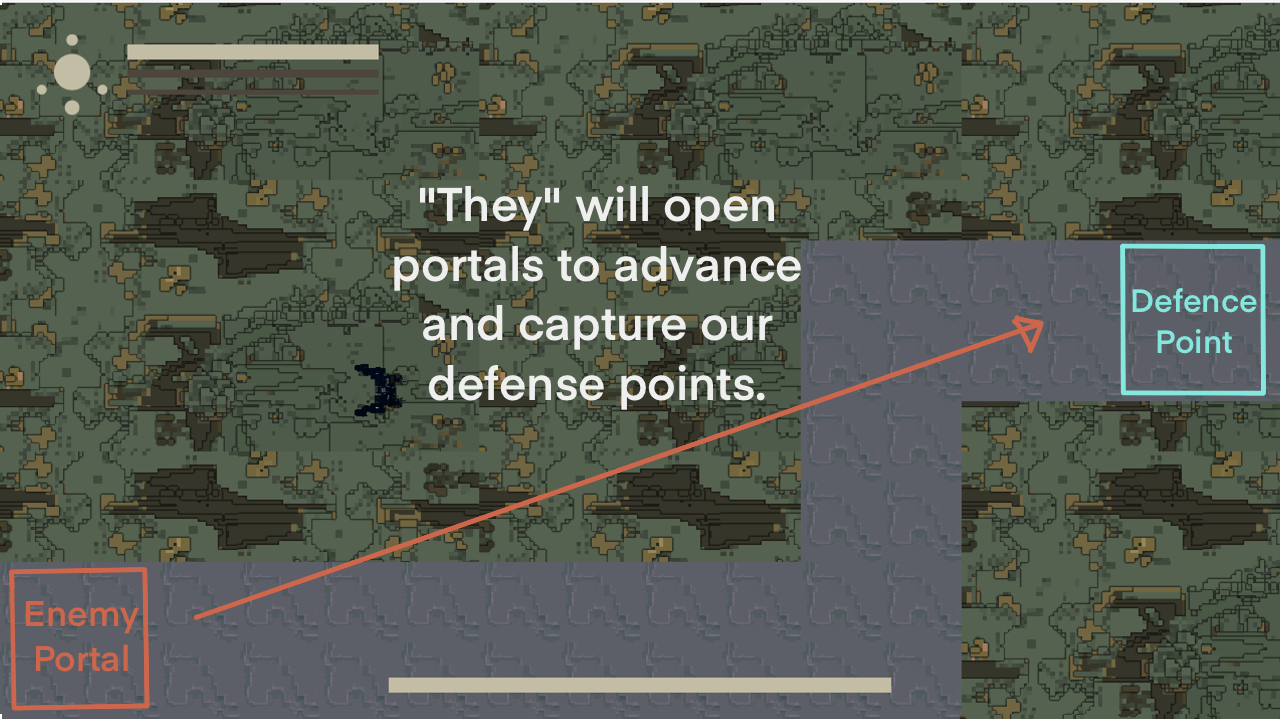 "They" will open
portals to advance
and capture our
defense points.
Defence
Point
Enemy
Portal